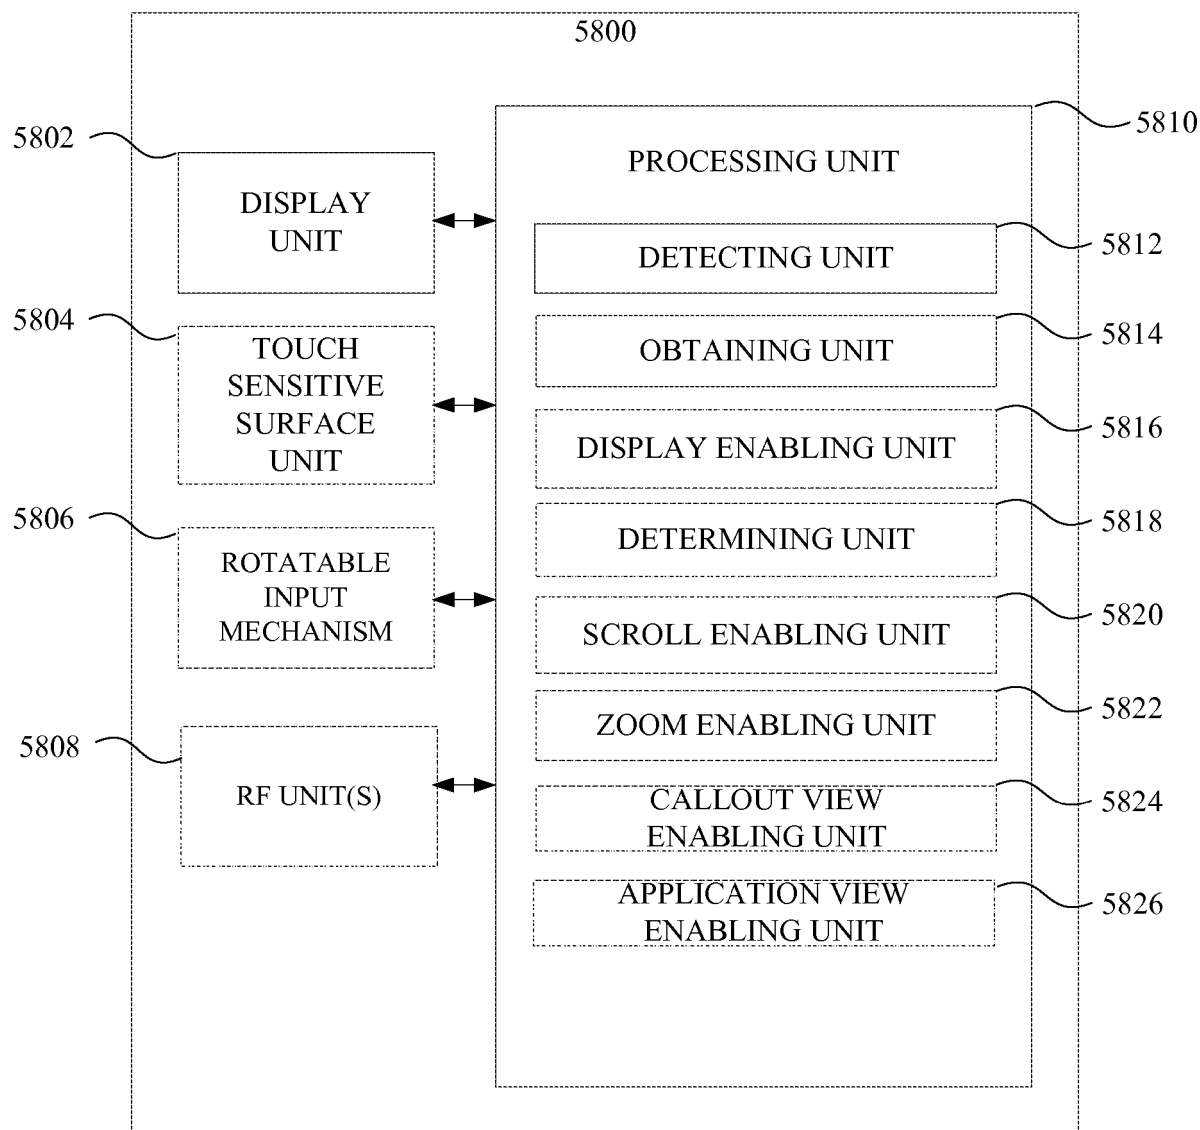 5800
5802
DISPLAY
UNIT
5804
TOUCH
SENSITIVE
SURFACE
UNIT
5806
ROTATABLE
INPUT
MECHANISM
5808
RF UNIT(S)
5810
PROCESSING UNIT
DETECTING UNIT
5812
OBTAINING UNIT
5814
DISPLAY ENABLING UNIT
5816
DETERMINING UNIT
5818
SCROLL ENABLING UNIT
5820
ZOOM ENABLING UNIT
5822
CALLOUT VIEW
ENABLING UNIT
5824
APPLICATION VIEW
ENABLING UNIT
5826